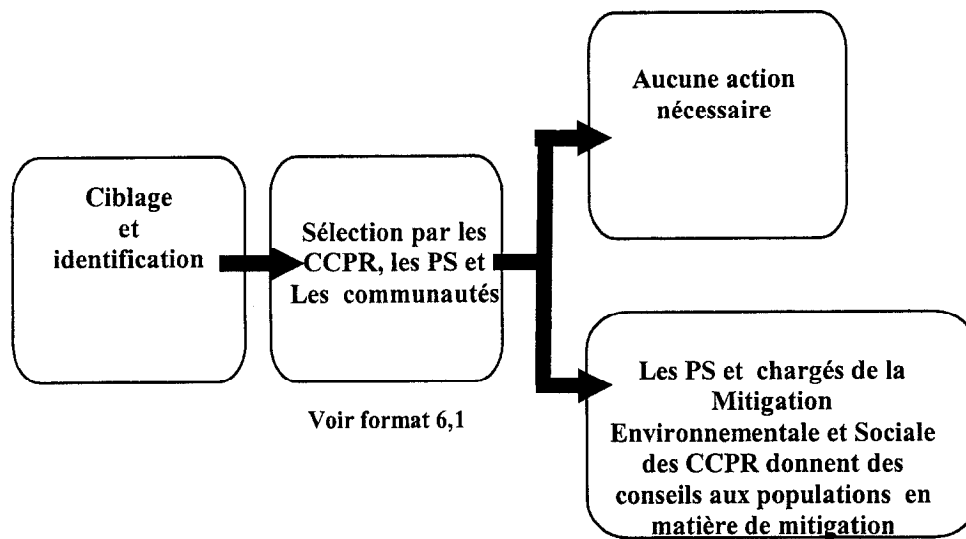 Ciblage
et
identification
Sélection par les
CCPR, les PS et
Les communautés
Voir format 6,1
Aucune action
nécessaire
Les PS et chargés de la
Mitigation
Environnementale et Sociale
des CCPR donnent des
conseils aux populations en
matière de mitigation